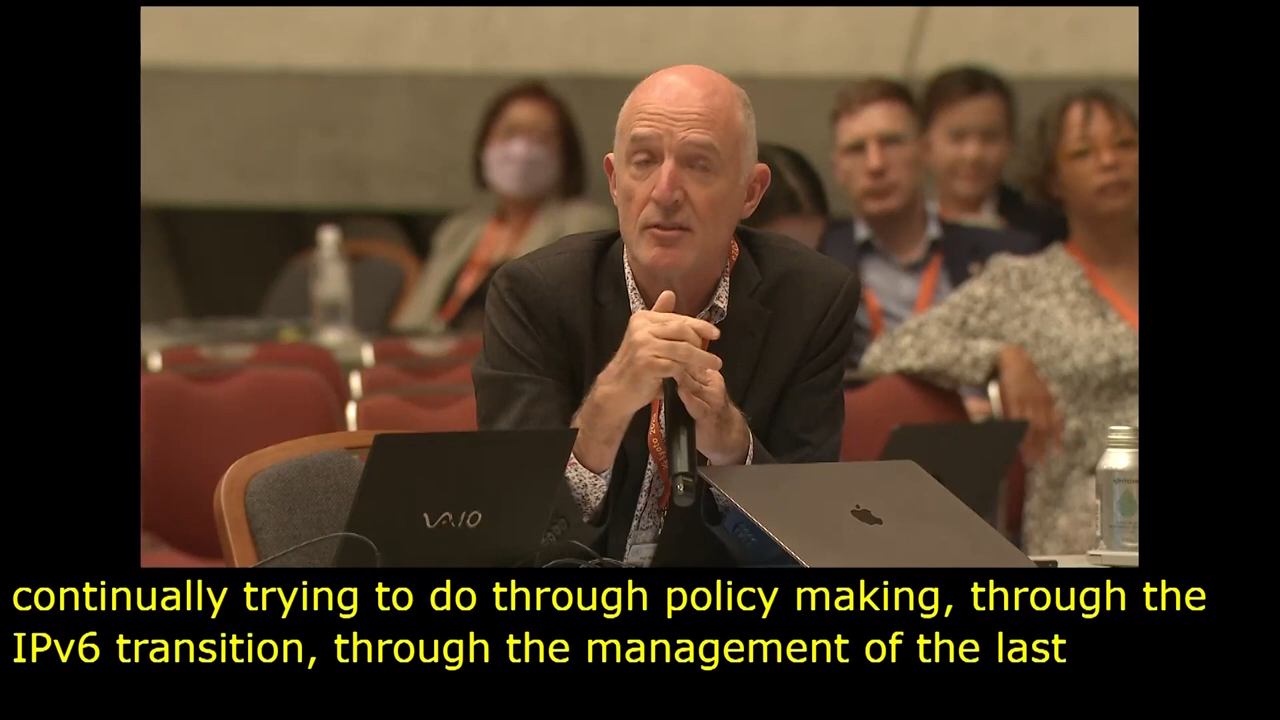 VAIO
continually trying to do through policy making, through the
IPv6 transition, through the management of the last